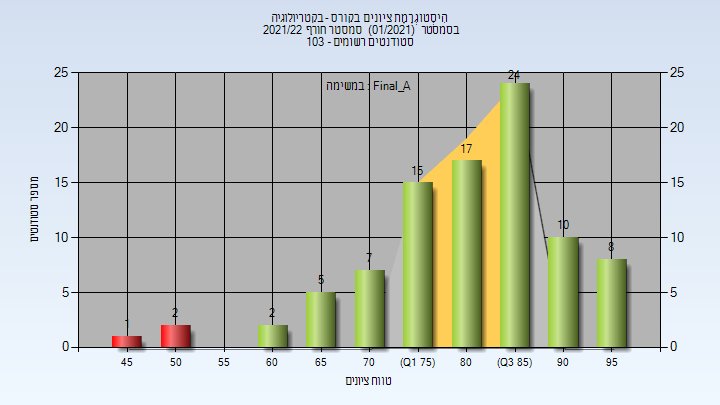 היסטוגרמת ציונים בקורס - בקטריולוגיה
בסמסטר (01/2021) סמסטר חורף 2021/22
סטודנטים רשומים - 103
במשימה : Final_A
מספר סטודנטים
25 25
20 20
15 15
10 10
5 5
0 0
1 2 2 5 7 15 17 24 10 8
45 50 55 60 65 70 (Q1 75) 80 (Q3 85) 90 95
טווח ציונים